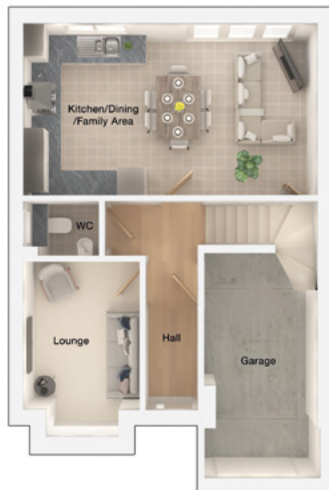 Kitchen/Dining
/Family Area
WC
Lounge
Hall
Garage